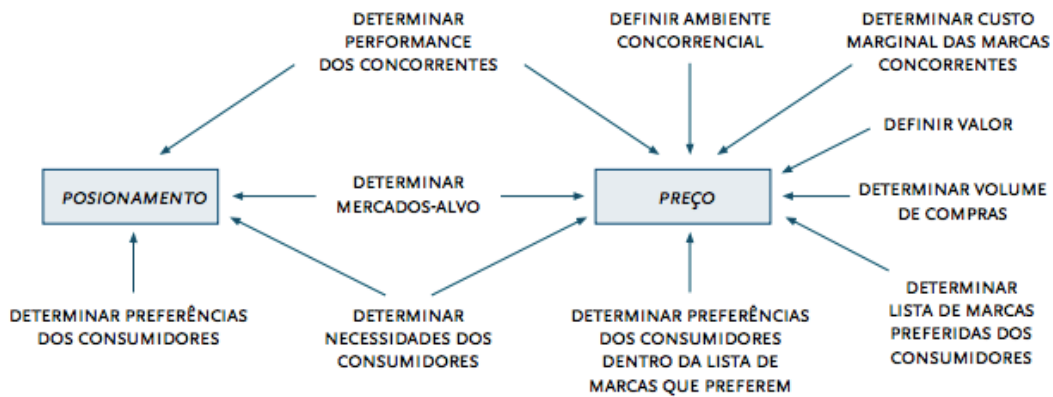 DETERMINAR
PERFORMANCE
DOS CONCORRENTES
DEFINIR AMBIENTE
CONCORRENCIAL
DETERMINAR CUSTO
MARGINAL DAS MARCAS
CONCORRENTES
DEFINIR VALOR
POSIONAMENTO
DETERMINAR
MERCADOS-ALVO
PREÇO
DETERMINAR VOLUME
DE COMPRAS
DETERMINAR PREFERÊNCIAS
DOS CONSUMIDORES
DETERMINAR
NECESSIDADES DOS
CONSUMIDORES
DETERMINAR PREFERÊNCIAS
DOS CONSUMIDORES
DENTRO DA LISTA DE
MARCAS QUE PREFEREM
DETERMINAR
LISTA DE MARCAS
PREFERIDAS DOS
CONSUMIDORES